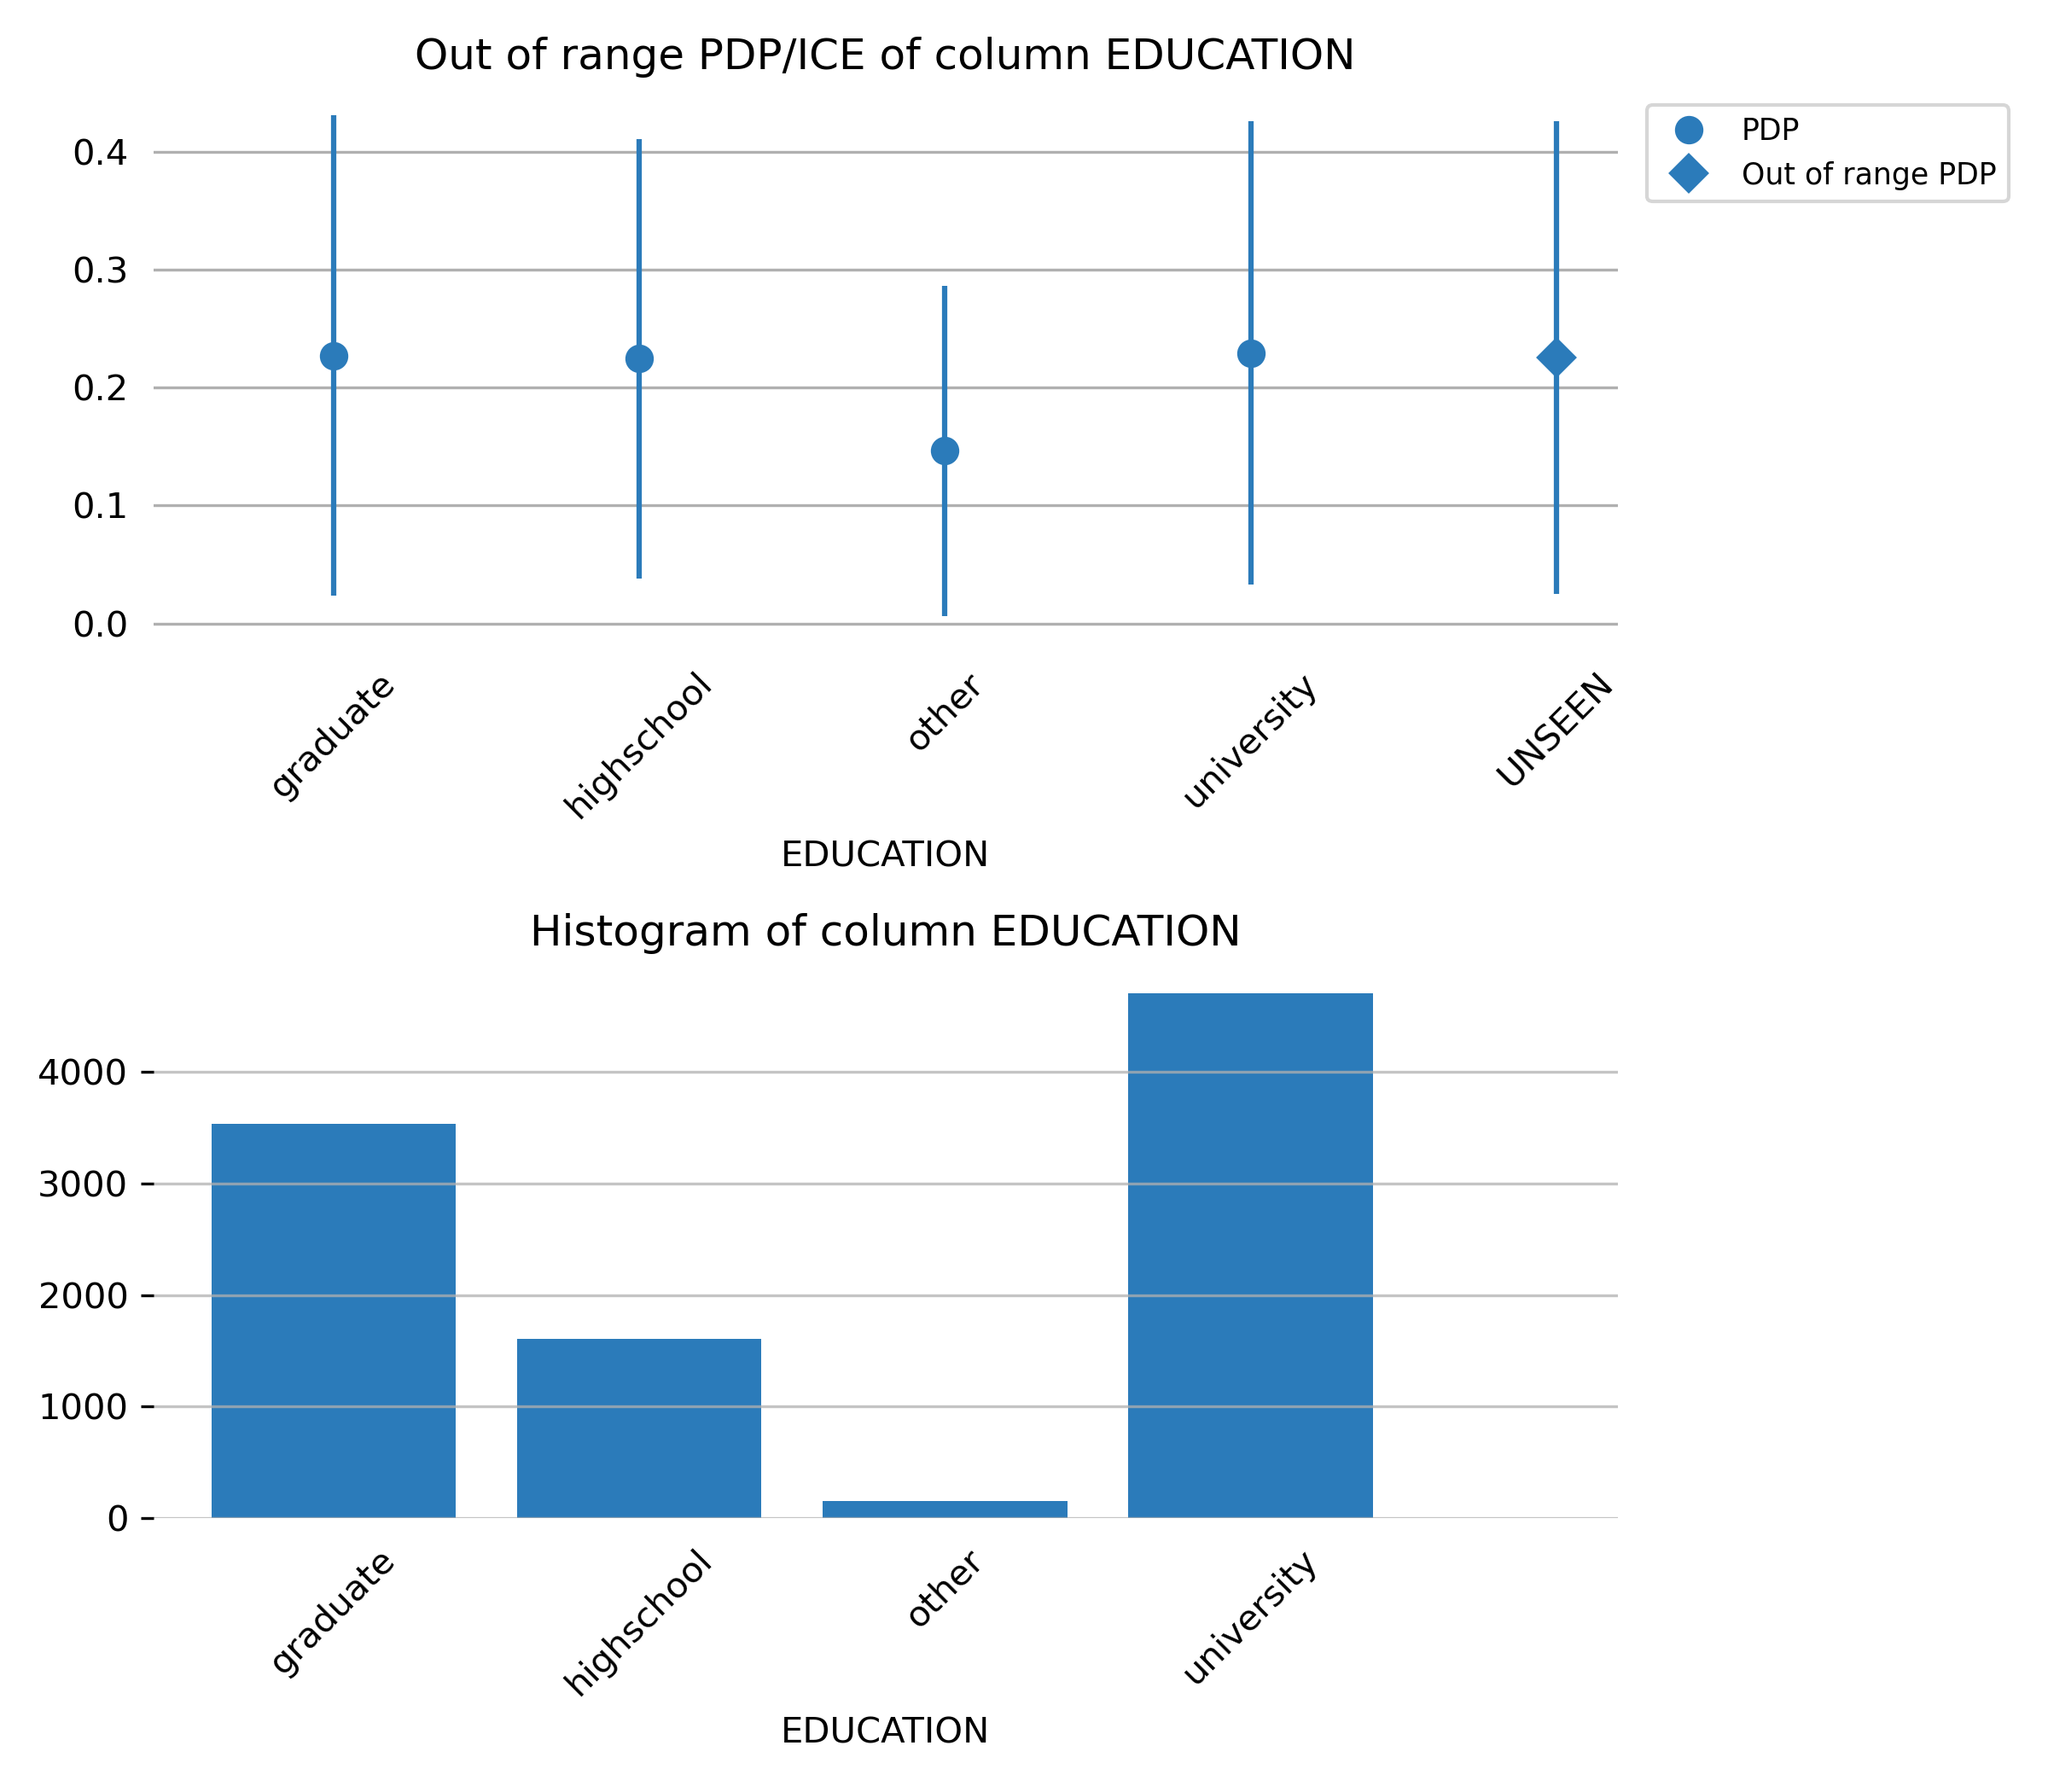 Out of range PDP/ICE of column EDUCATION
PDP
Out of range PDP
0.4
0.3
0.2
0.1
0.0
graduate
highschool
other
university
UNSEEN
EDUCATION
Histogram of column EDUCATION
4000
3000
2000
1000
0
graduate
highschool
other
university
EDUCATION